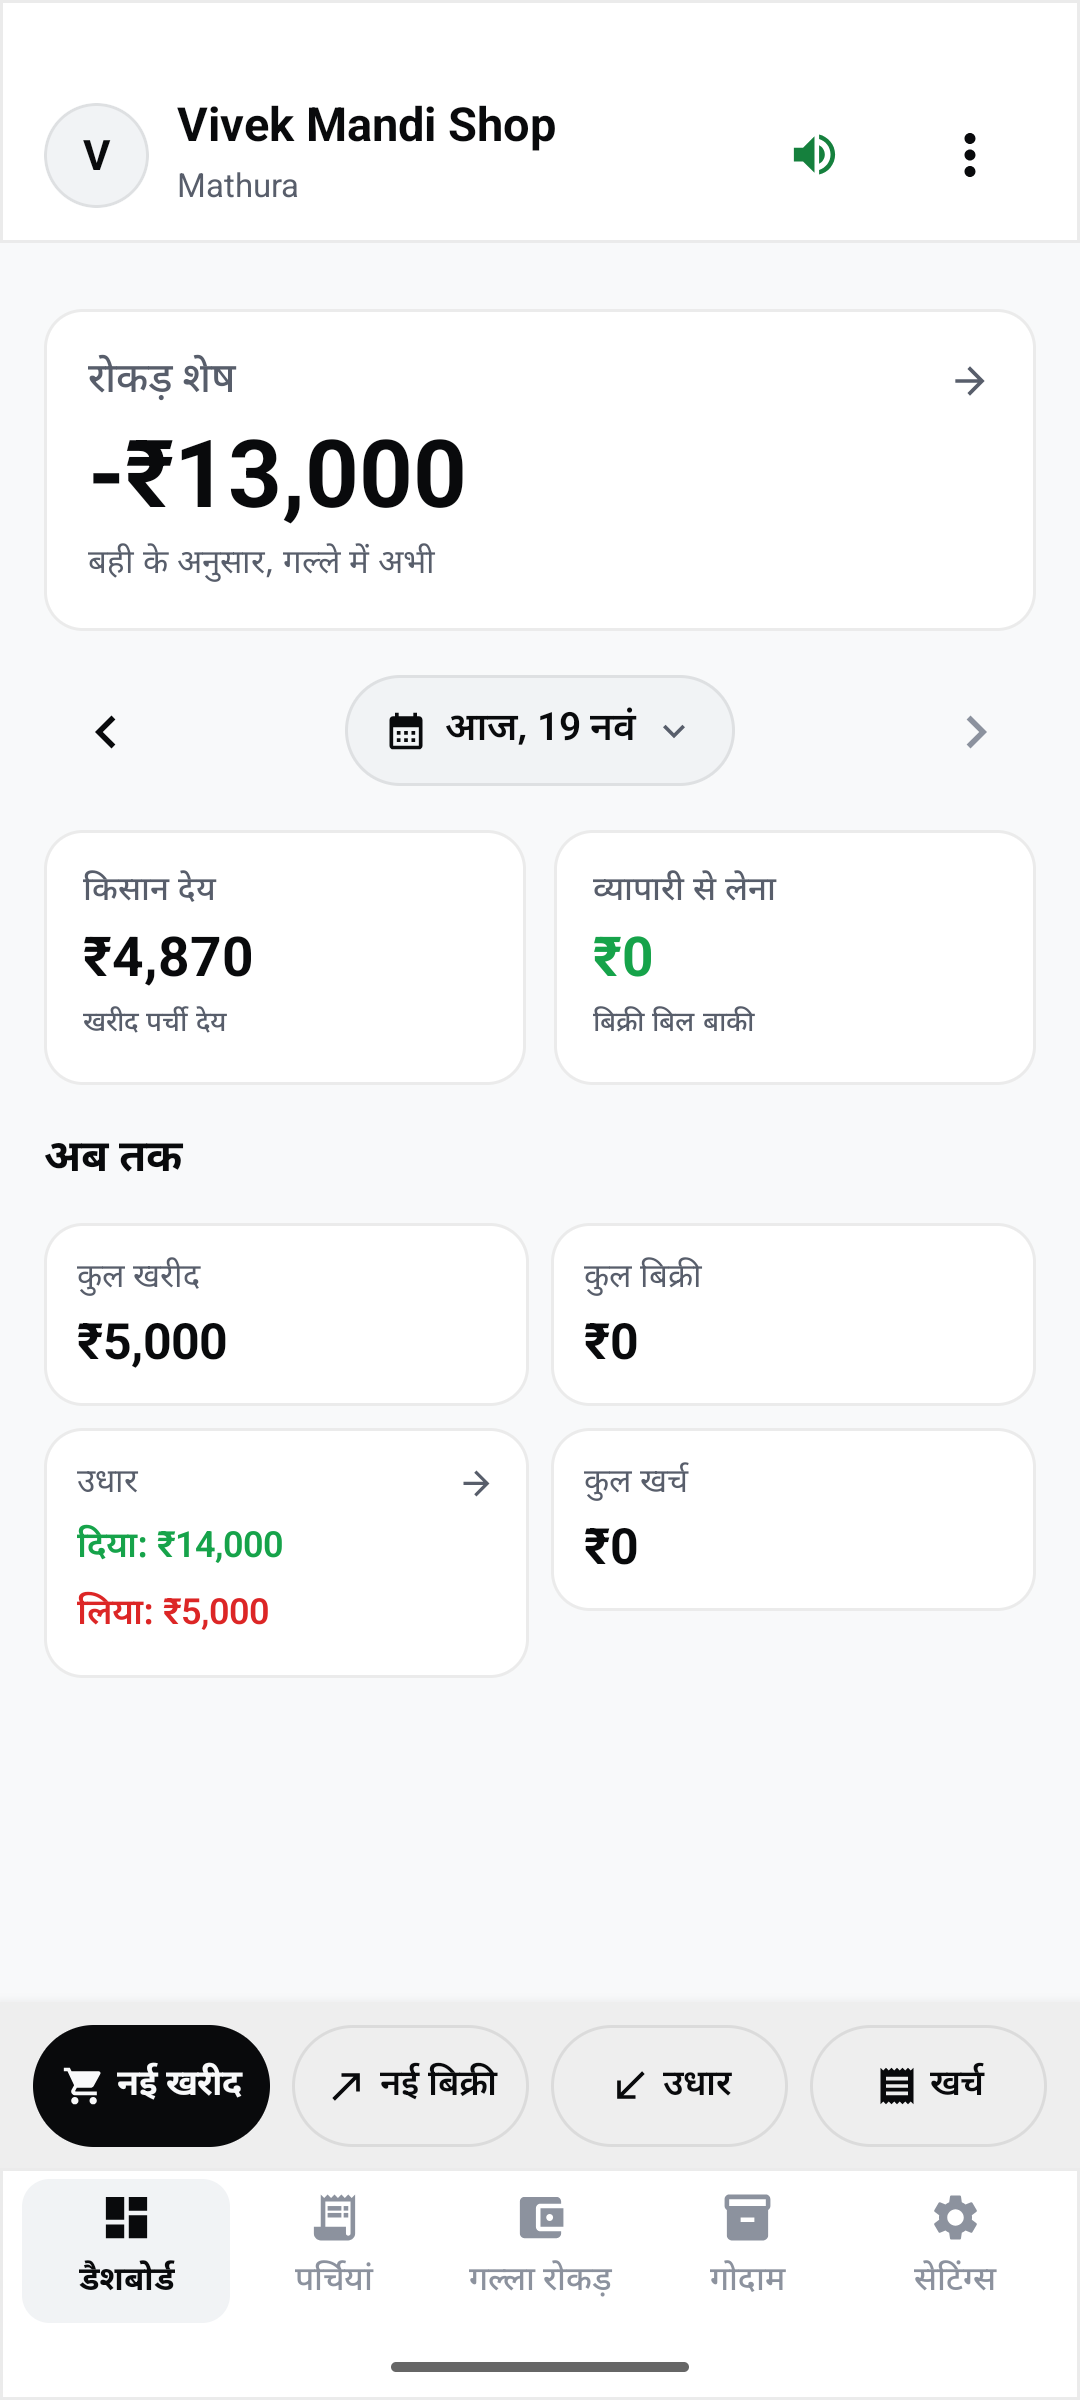 V
Vivek Mandi Shop
Mathura
रोकड़ शेष
-₹13,000
बही के अनुसार, गल्ले में अभी
आज, 19 नवं
किसान देय
₹4,870
खरीद पर्ची देय
व्यापारी से लेना
₹0
बिक्री बिल बाकी
अब तक
कुल खरीद
₹5,000
कुल बिक्री
₹0
उधार
दिया: ₹14,000
लिया: ₹5,000
कुल खर्च
₹0
नई खरीद
नई बिक्री
उधार
खर्च
डैशबोर्ड
पर्चियां
गल्ला रोकड़
गोदाम
सेटिंग्स